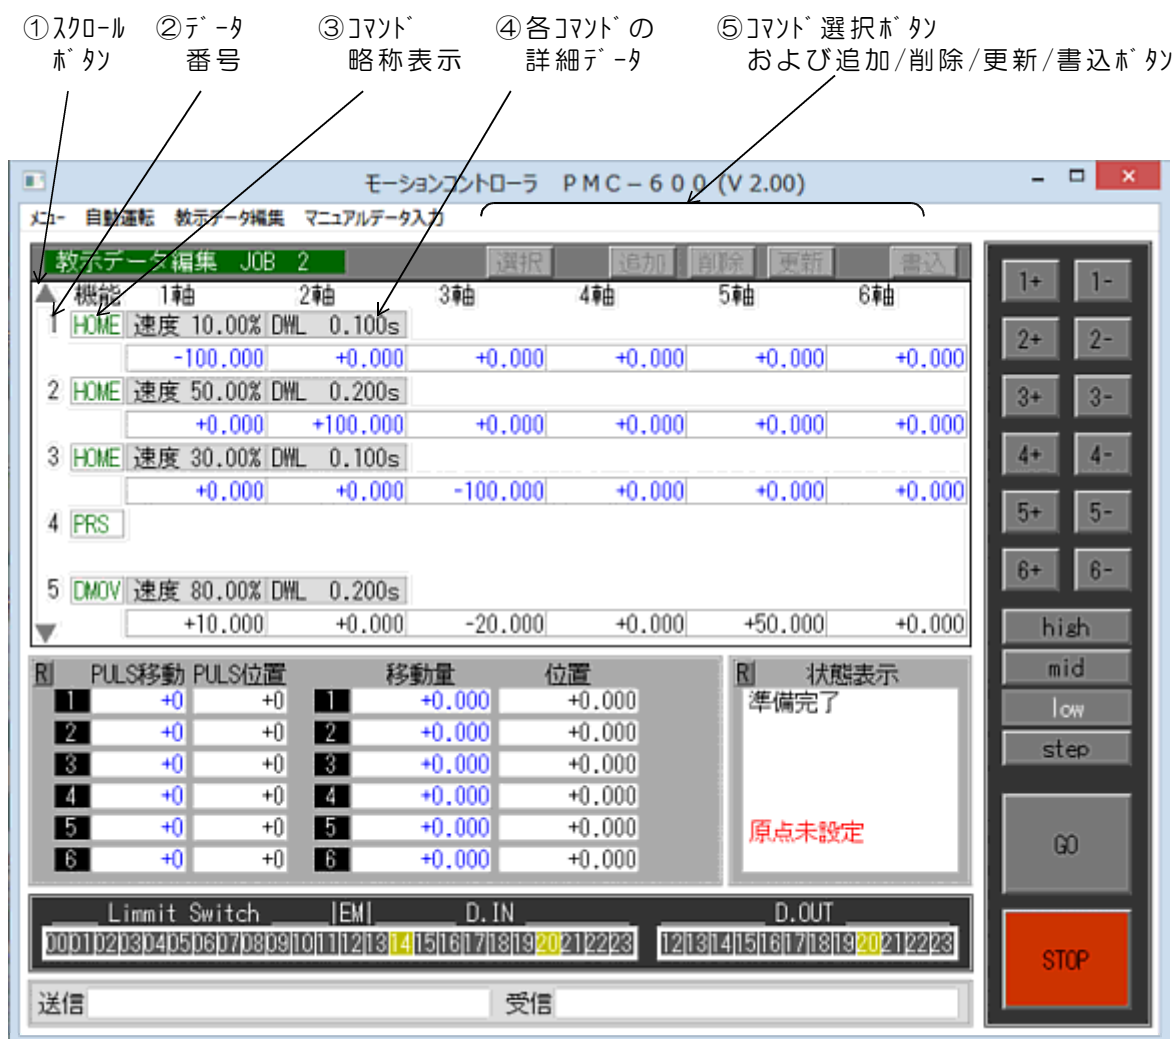 ①ｽｸﾛｰﾙ ②ﾃﾞｰﾀ ③ｺﾏﾝﾄﾞ ④各ｺﾏﾝﾄﾞの ⑤ｺﾏﾝﾄﾞ選択ﾎﾞﾀﾝ
ﾎﾞﾀﾝ 番号 略称表示 詳細ﾃﾞｰﾀ および追加/削除/更新/書込ﾎﾞﾀﾝ
モーションコントローラ ＰＭＣ－６００ (V 2.00)
ﾒﾆｭｰ 自動運転 教示データ編集 マニュアルデータ入力
教示データ編集 JOB 2 選択 追加 削除 更新 書込
機能 1軸 2軸 3軸 4軸 5軸 6軸
1 HOME 速度 10.00% DWL 0.100s
-100.000 +0.000 +0.000 +0.000 +0.000 +0.000
2 HOME 速度 50.00% DWL 0.200s
+0.000 +100.000 +0.000 +0.000 +0.000 +0.000
3 HOME 速度 30.00% DWL 0.100s
+0.000 +0.000 -100.000 +0.000 +0.000 +0.000
4 PRS
5 DMOV 速度 80.00% DWL 0.200s
+10.000 +0.000 -20.000 +0.000 +50.000 +0.000
1+ 1-
2+ 2-
3+ 3-
4+ 4-
5+ 5-
6+ 6-
high
mid
low
step
GO
STOP
R PULS移動 PULS位置 移動量 位置
1 +0 +0 1 +0.000 +0.000
2 +0 +0 2 +0.000 +0.000
3 +0 +0 3 +0.000 +0.000
4 +0 +0 4 +0.000 +0.000
5 +0 +0 5 +0.000 +0.000
6 +0 +0 6 +0.000 +0.000
R 状態表示
準備完了
原点未設定
Limmit Switch |EM| D.IN D.OUT
00 01 02 03 04 05 06 07 08 09 10 11 12 13 14 15 16 17 18 19 20 21 22 23 12 13 14 15 16 17 18 19 20 21 22 23
送信 受信